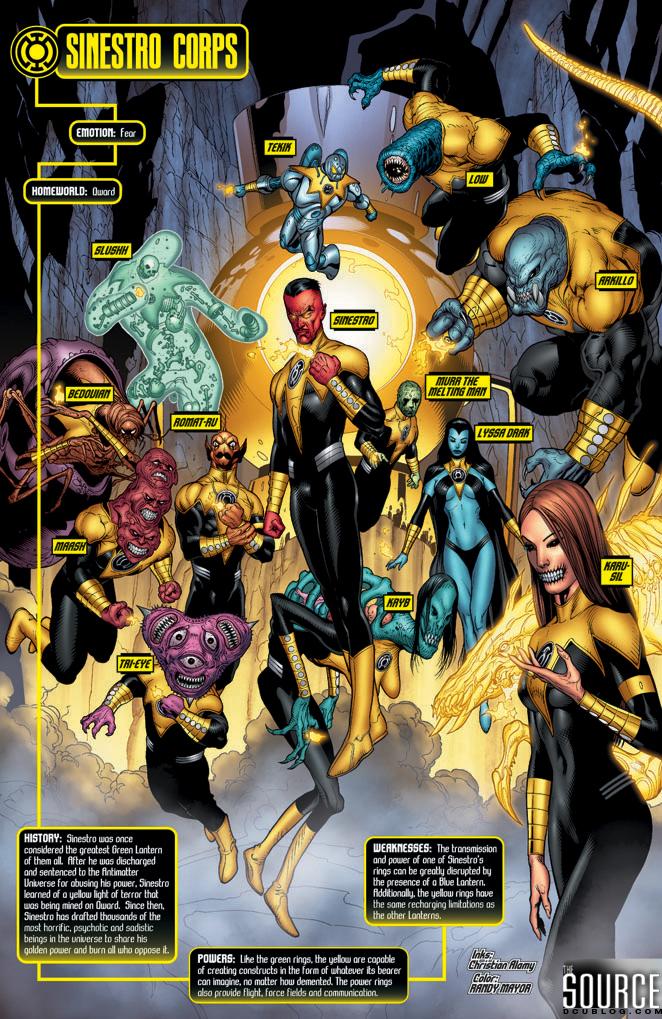 SINESTRO CORPS
EMOTION: Fear
HOMEWORLD: Qward
TEKIK
LOW
SLUSHH
ARKILLO
SINESTRO
BEDOVIAN
MURR THE
MELTING MAN
ROMAT-RU
LYSSA DRAK
MAASH
KARU-
SIL
KRYB
TRI-EYE
HISTORY: Sinestro was once
considered the greatest Green Lantern
of them all. After he was discharged
and sentenced to the Antimatter
Universe for abusing his power, Sinestro
learned of a yellow light of terror that
was being mined on Qward. Since then,
Sinestro has drafted thousands of the
most horrific, psychotic and sadistic
beings in the universe to share his
golden power and burn all who oppose it.
WEAKNESSES: The transmission
and power of one of Sinestro's
rings can be greatly disrupted by
the presence of a Blue Lantern.
Additionally, the yellow rings have
the same recharging limitations as
the other Lanterns.
POWERS: Like the green rings, the yellow are capable
of creating constructs in the form of whatever its bearer
can imagine, no matter how demented. The power rings
also provide flight, force fields and communication.
Inks:
Christian Alamy
Color:
RANDY MAYOR
THE
SOURCE
DCUBLOG.COM